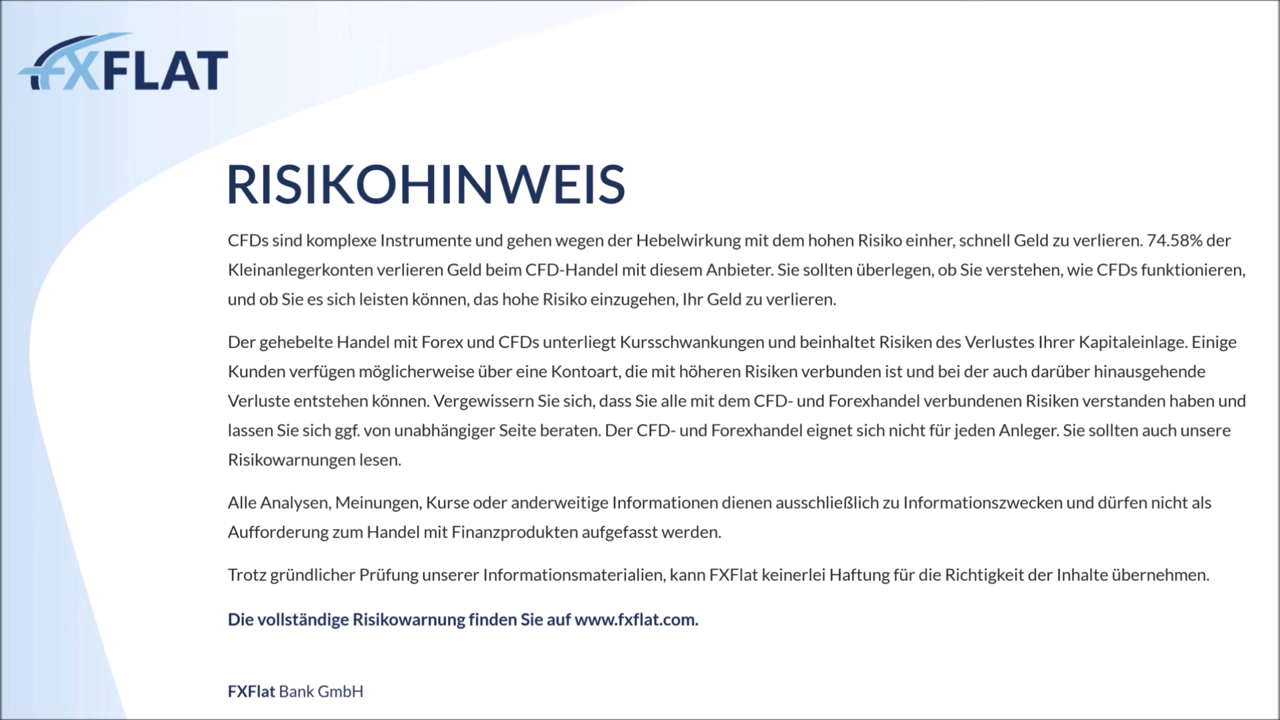 FXFLAT
RISIKOHINWEIS
CFDs sind komplexe Instrumente und gehen wegen der Hebelwirkung mit dem hohen Risiko einher, schnell Geld zu verlieren. 74.58% der
Kleinanlegerkonten verlieren Geld beim CFD-Handel mit diesem Anbieter. Sie sollten überlegen, ob Sie verstehen, wie CFDs funktionieren,
und ob Sie es sich leisten können, das hohe Risiko einzugehen, Ihr Geld zu verlieren.
Der gehebelte Handel mit Forex und CFDs unterliegt Kursschwankungen und beinhaltet Risiken des Verlustes Ihrer Kapitaleinlage. Einige
Kunden verfügen möglicherweise über eine Kontoart, die mit höheren Risiken verbunden ist und bei der auch darüber hinausgehende
Verluste entstehen können. Vergewissern Sie sich, dass Sie alle mit dem CFD- und Forexhandel verbundenen Risiken verstanden haben und
lassen Sie sich ggf. von unabhängiger Seite beraten. Der CFD- und Forexhandel eignet sich nicht für jeden Anleger. Sie sollten auch unsere
Risikowarnungen lesen.
Alle Analysen, Meinungen, Kurse oder anderweitige Informationen dienen ausschließlich zu Informationszwecken und dürfen nicht als
Aufforderung zum Handel mit Finanzprodukten aufgefasst werden.
Trotz gründlicher Prüfung unserer Informationsmaterialien, kann FXFlat keinerlei Haftung für die Richtigkeit der Inhalte übernehmen.
Die vollständige Risikowarnung finden Sie auf www.fxflat.com.
FXFlat Bank GmbH